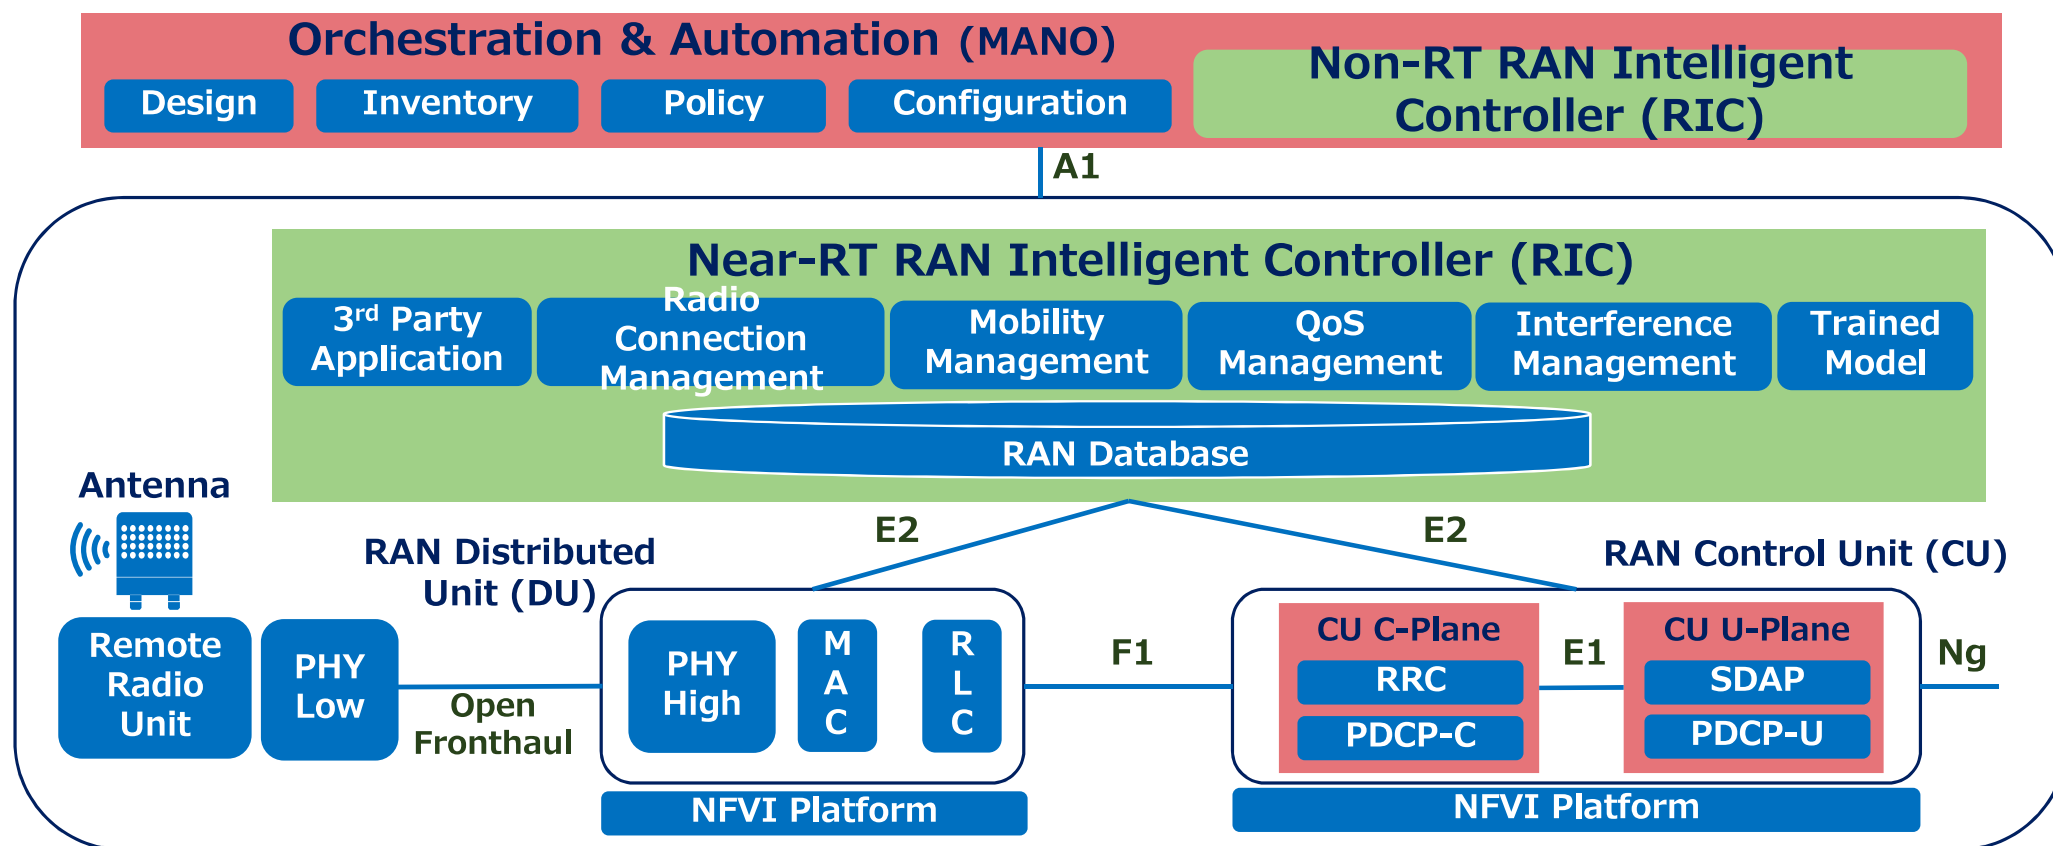 Orchestration & Automation (MANO)
Design
Inventory
Policy
Configuration
Non-RT RAN Intelligent
Controller (RIC)
A1
Near-RT RAN Intelligent Controller (RIC)
3rd Party
Application
Radio
Connection
Management
Mobility
Management
QoS
Management
Interference
Management
Trained
Model
RAN Database
Antenna
E2
E2
RAN Distributed
Unit (DU)
RAN Control Unit (CU)
Remote
Radio
Unit
PHY
Low
Open
Fronthaul
PHY
High
M
A
C
R
L
C
F1
CU C-Plane
RRC
PDCP-C
E1
CU U-Plane
SDAP
PDCP-U
Ng
NFVI Platform
NFVI Platform